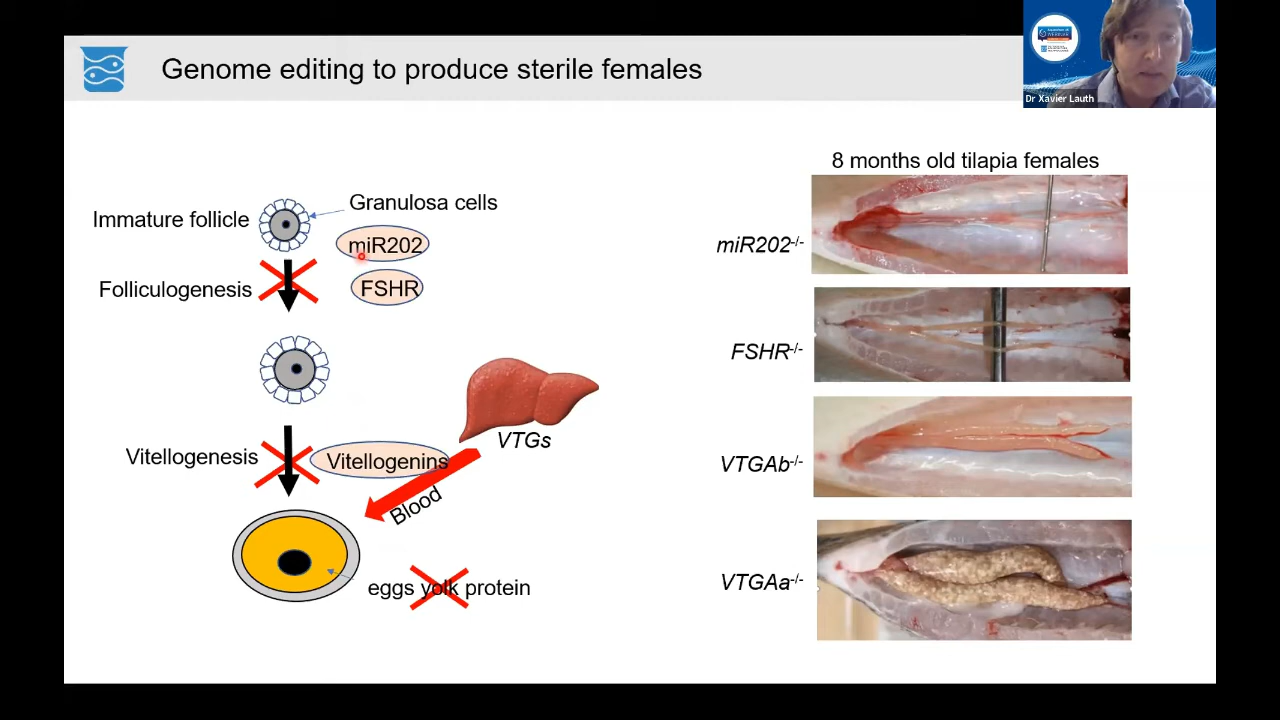 Genome editing to produce sterile females
Dr Xavier Lauth
8 months old tilapia females
Granulosa cells
Immature follicle
miR202
Folliculogenesis
FSHR
VTGs
Vitellogenesis
Vitellogenins
Blood
eggs yolk protein
miR202-/-
FSHR-/-
VTGAb-/-
VTGAa-/-